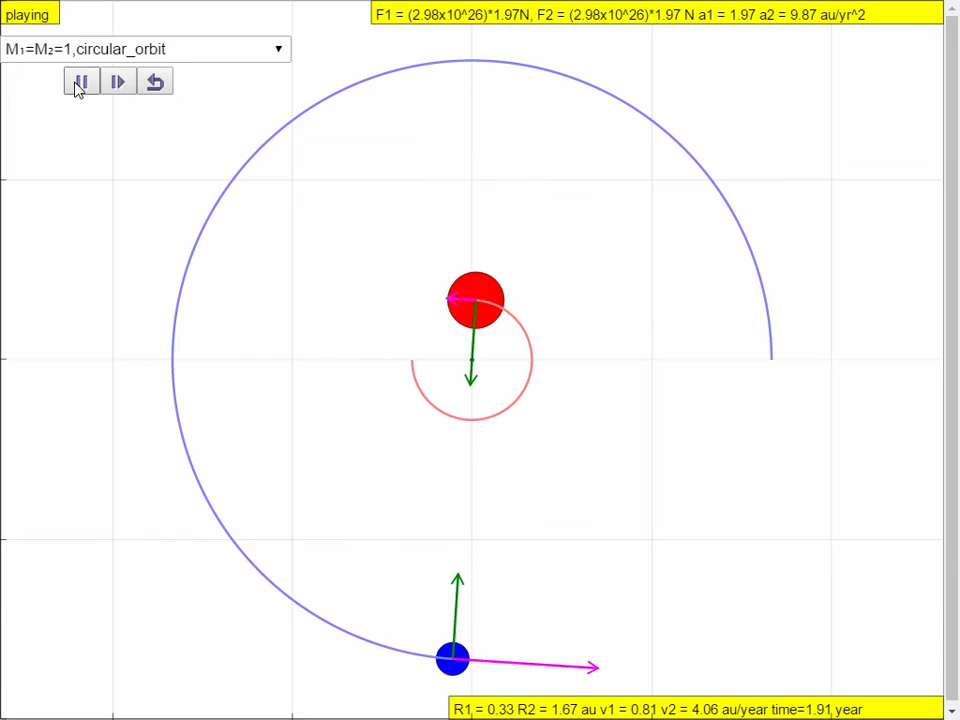 playing
F1 = (2.98x10^26)*1.97N, F2 = (2.98x10^26)*1.97 N a1 = 1.97 a2 = 9.87 au/yr^2
M₁=M₂=1,circular_orbit
R1 = 0.33 R2 = 1.67 au v1 = 0.81 v2 = 4.06 au/year time=1.91 year